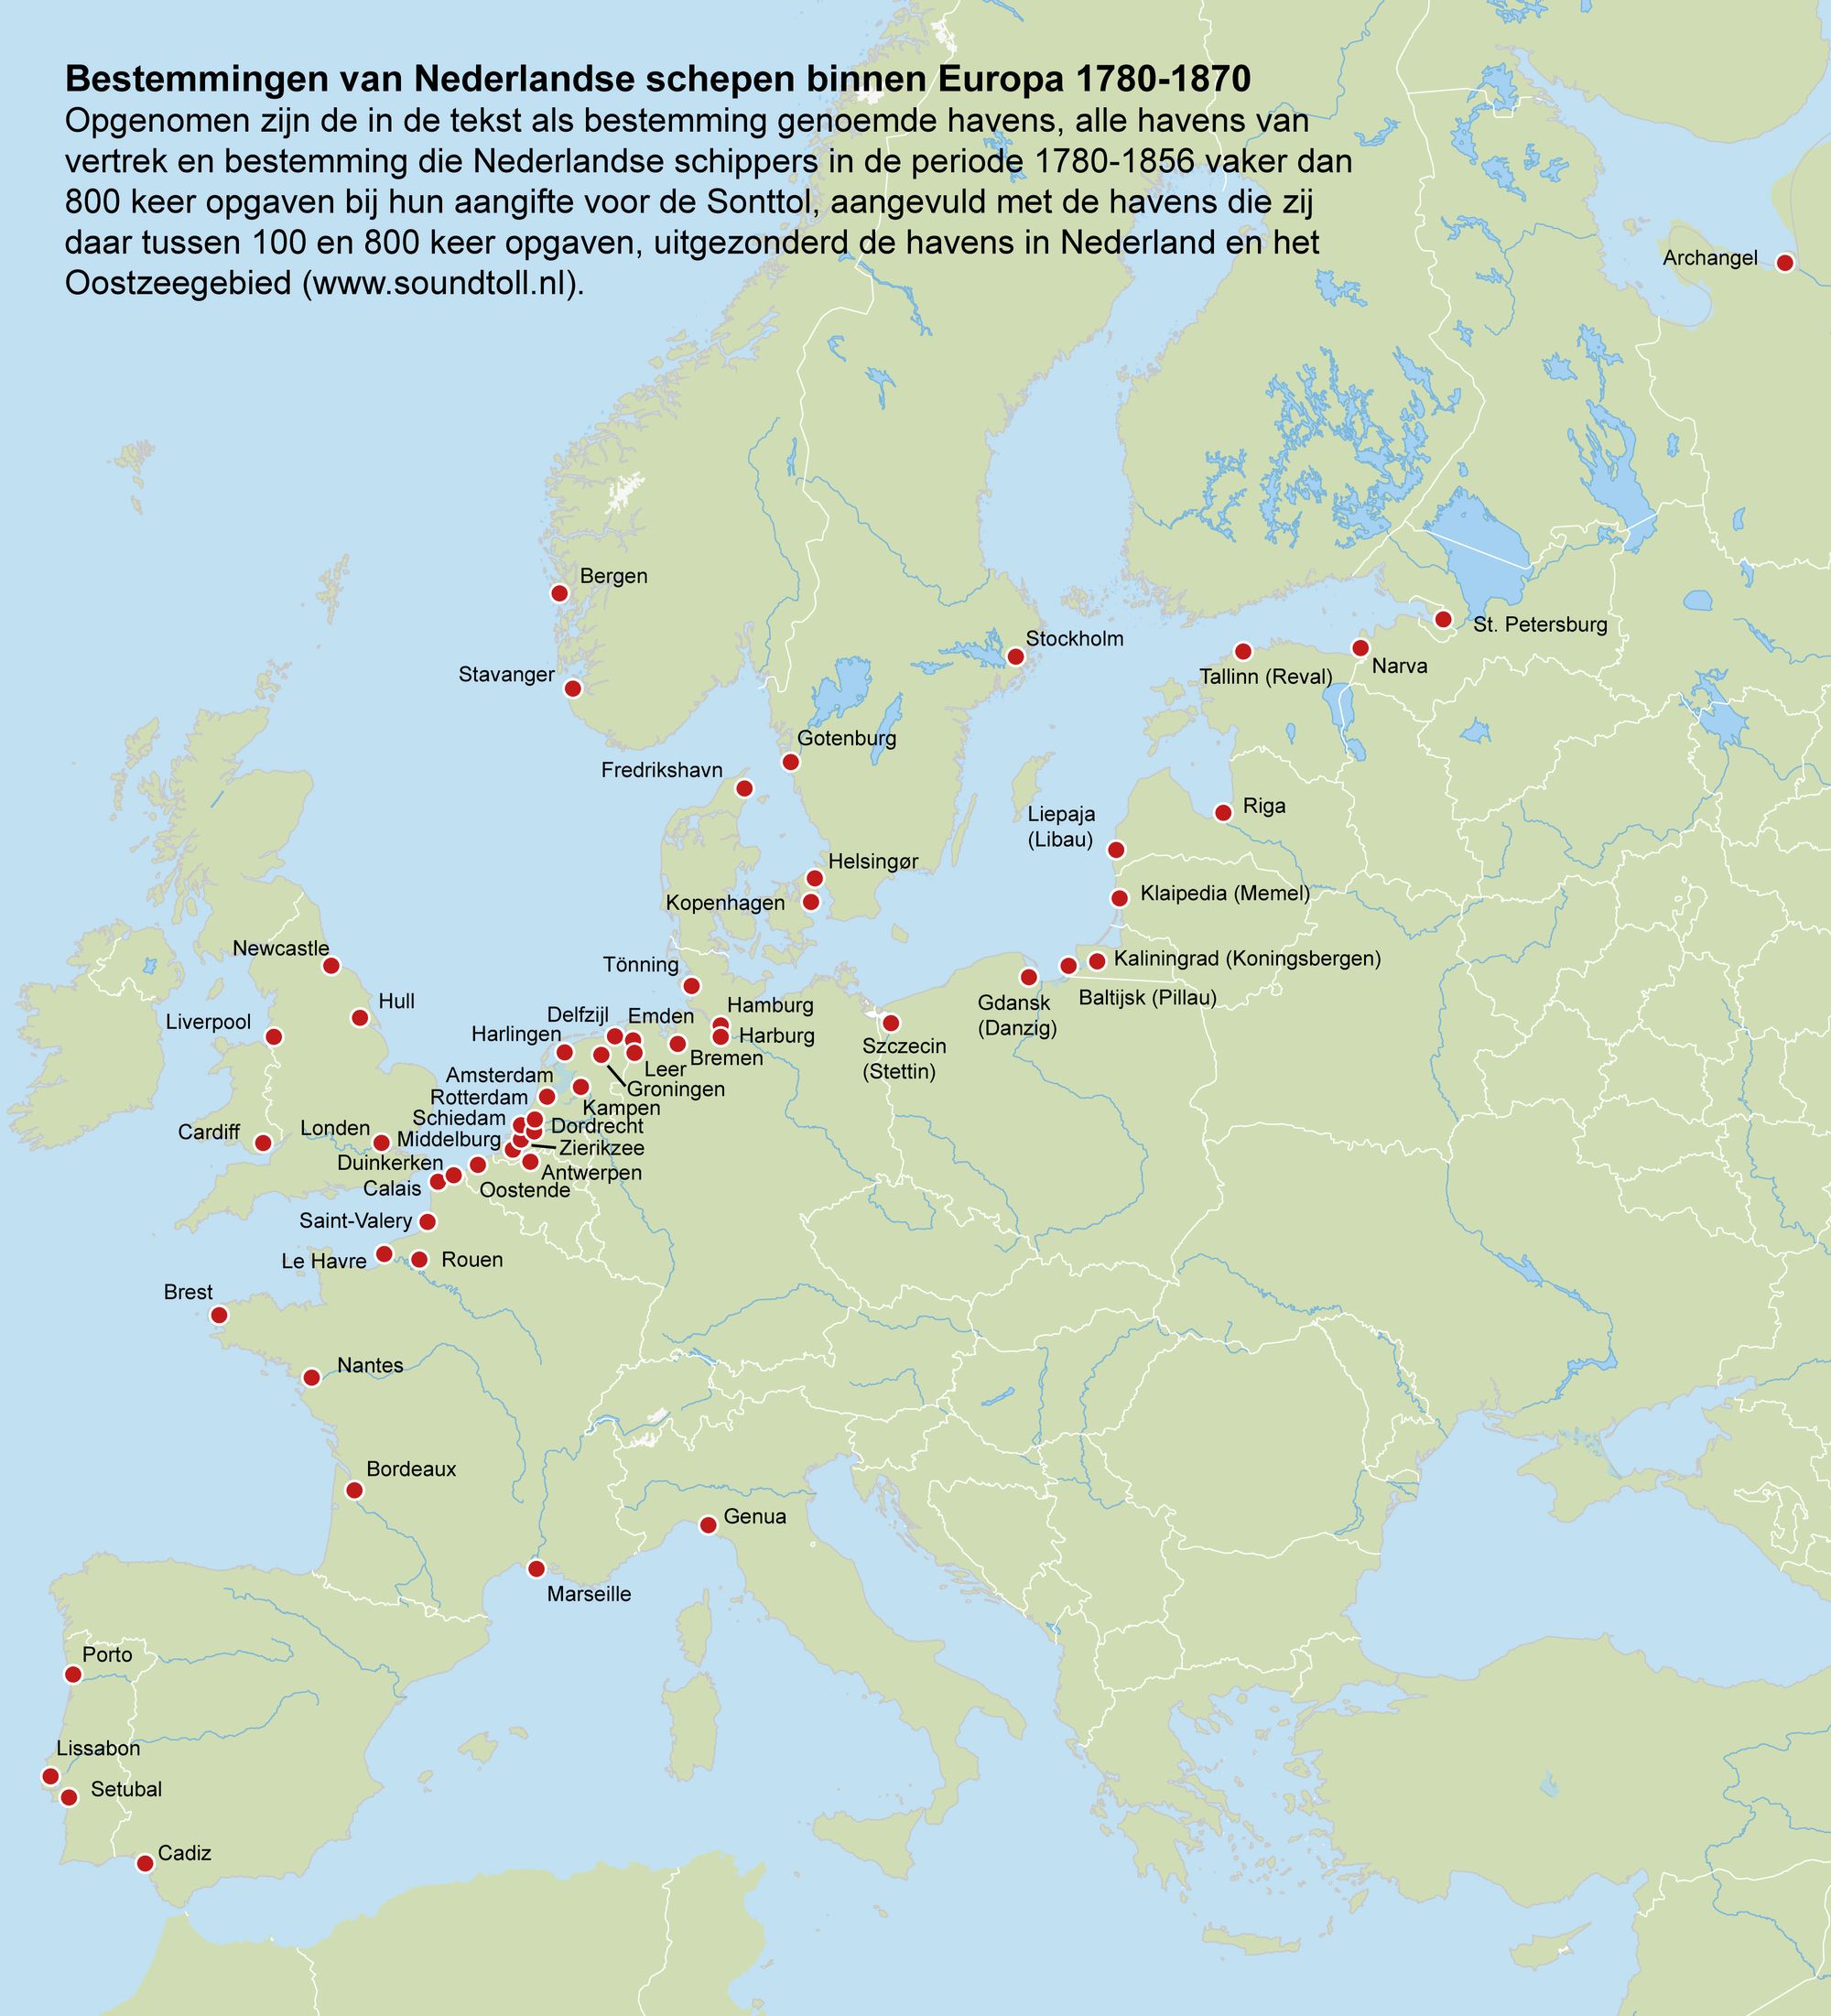 Bestemmingen van Nederlandse schepen binnen Europa 1780-1870
Opgenomen zijn de in de tekst als bestemming genoemde havens, alle havens van
vertrek en bestemming die Nederlandse schippers in de periode 1780-1856 vaker dan
800 keer opgaven bij hun aangifte voor de Sonttol, aangevuld met de havens die zij
daar tussen 100 en 800 keer opgaven, uitgezonderd de havens in Nederland en het
Oostzeegebied (www.soundtoll.nl).
Archangel
Bergen
St. Petersburg
Stockholm
Narva
Stavanger
Tallinn (Reval)
Gotenburg
Fredrikshavn
Riga
Liepaja
(Libau)
Helsingør
Klaipedia (Memel)
Kopenhagen
Newcastle
Kaliningrad (Koningsbergen)
Tönning
Baltijsk (Pillau)
Gdansk
(Danzig)
Hull
Hamburg
Delfzijl
Emden
Liverpool
Harlingen
Harburg
Szczecin
(Stettin)
Bremen
Leer
Amsterdam
Groningen
Rotterdam
Kampen
Schiedam
Dordrecht
Londen
Cardiff
Middelburg
Zierikzee
Duinkerken
Antwerpen
Calais
Oostende
Saint-Valery
Le Havre
Rouen
Brest
Nantes
Bordeaux
Genua
Marseille
Porto
Lissabon
Setubal
Cadiz